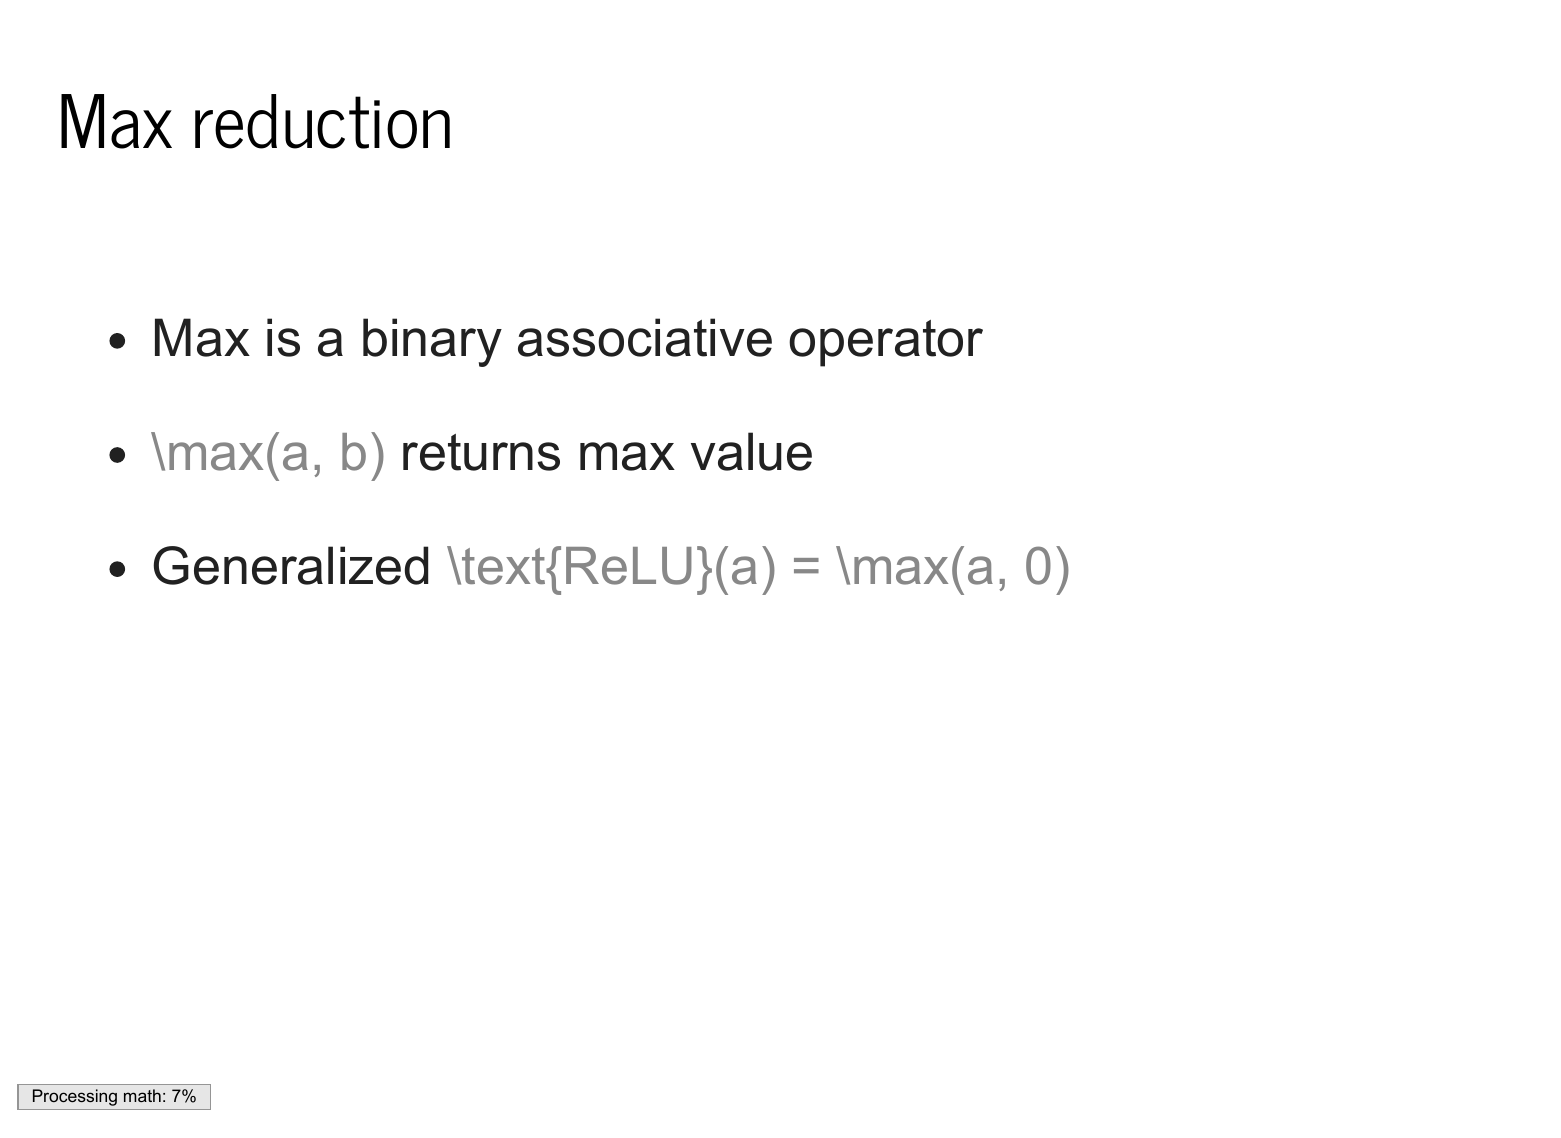 Max reduction
• Max is a binary associative operator
• \max(a, b) returns max value
• Generalized \text{ReLU}(a) = \max(a, 0)
Processing math: 7%